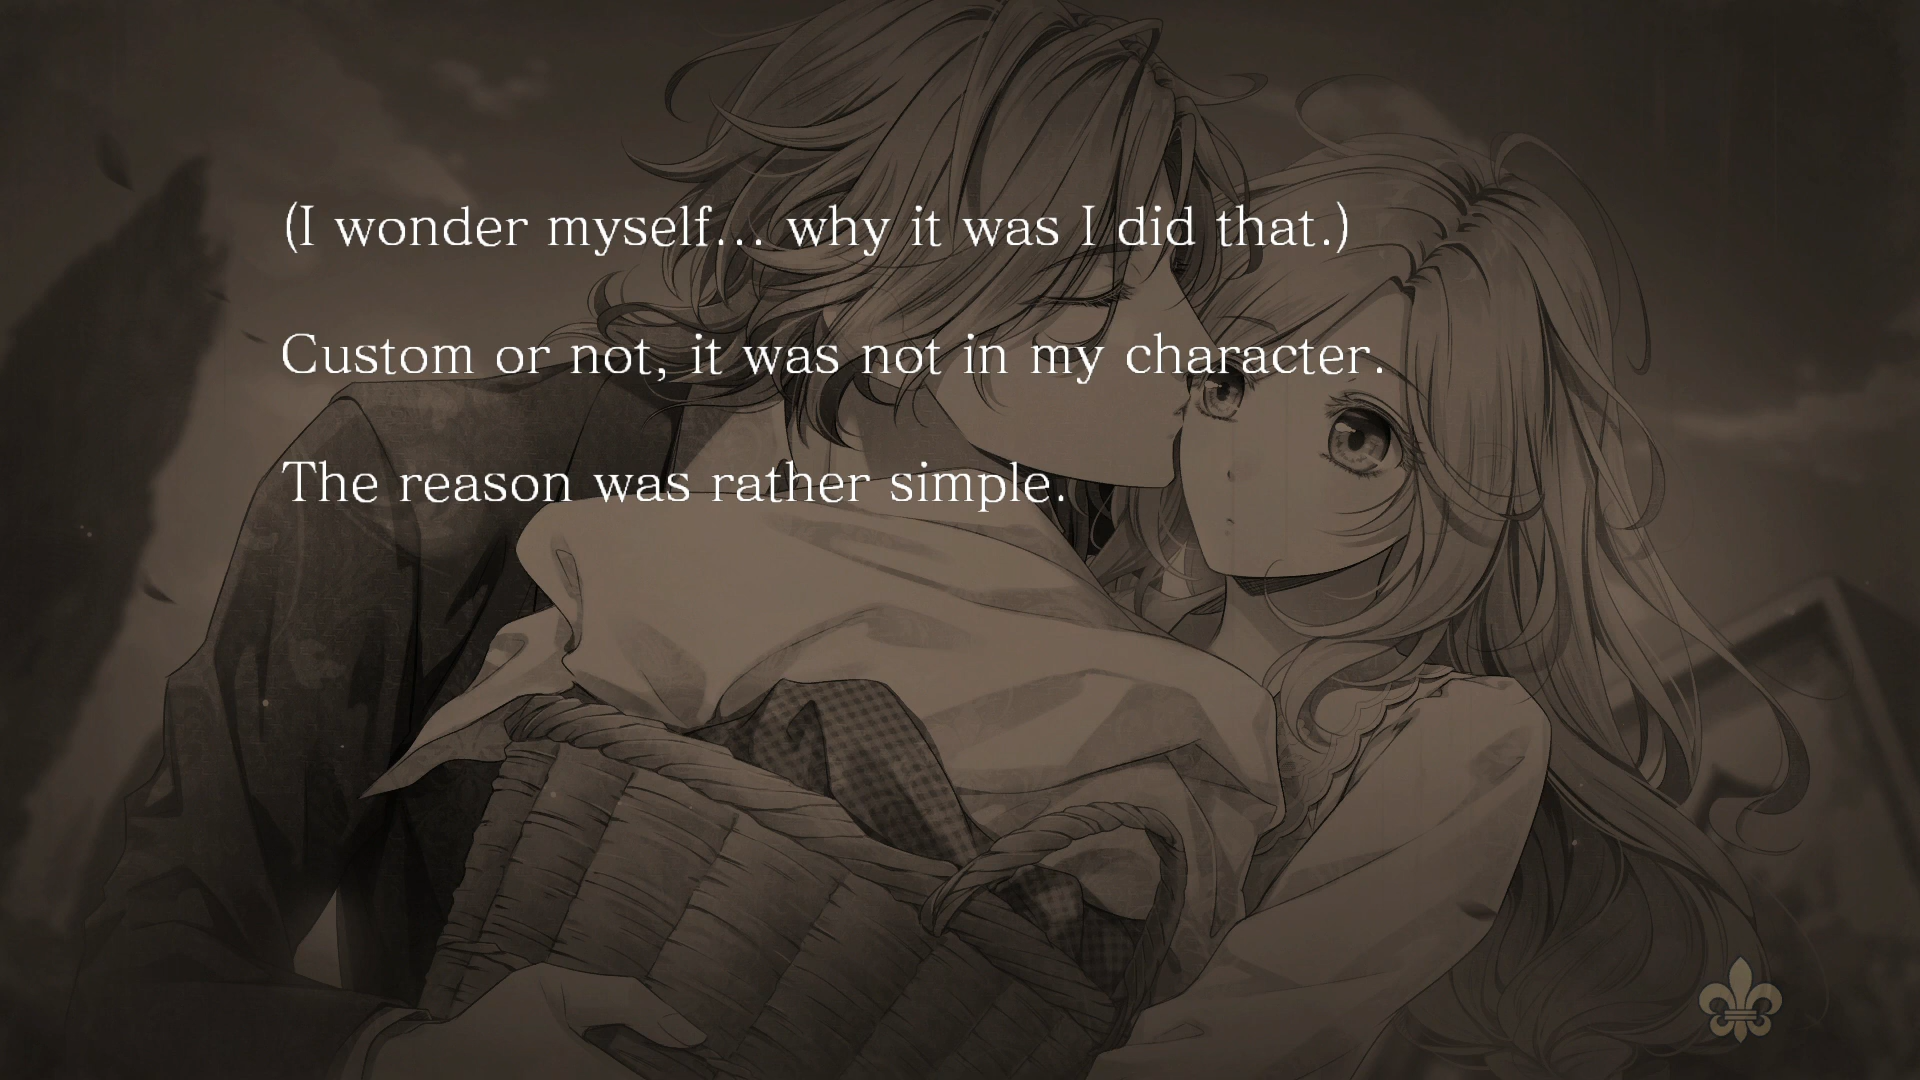 (I wonder myself... why it was I did that.)
Custom or not, it was not in my character.
The reason was rather simple.